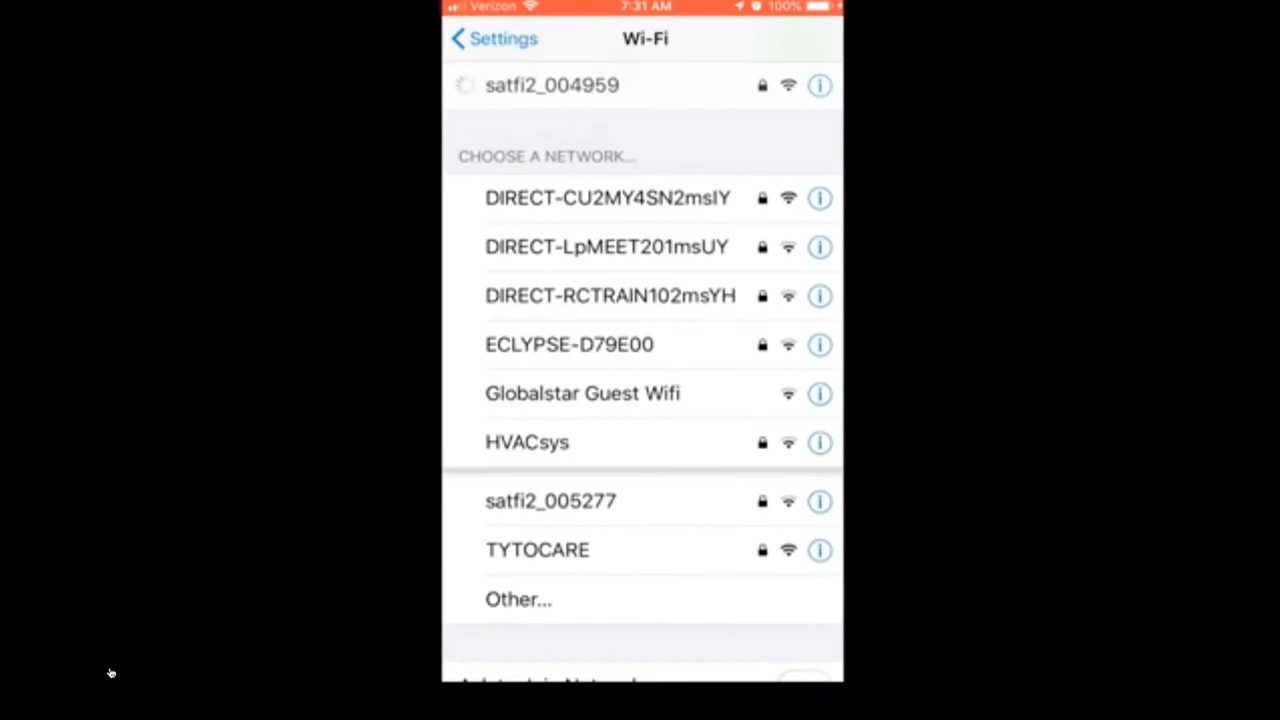 Verizon 7:31 AM 100%
Settings Wi-Fi
satfi2_004959
CHOOSE A NETWORK...
DIRECT-CU2MY4SN2msIY
DIRECT-LpMEET201msUY
DIRECT-RCTRAIN102msYH
ECLYPSE-D79E00
Globalstar Guest Wifi
HVACsys
satfi2_005277
TYTOCARE
Other...